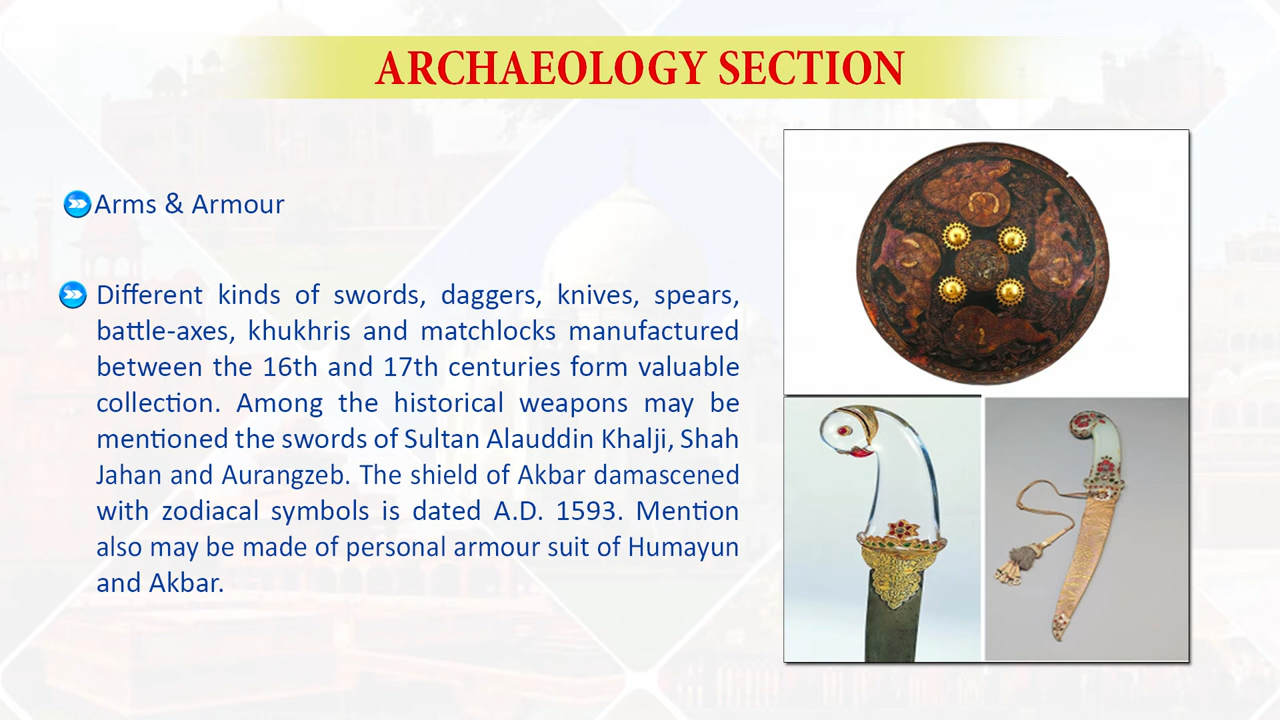 ARCHAEOLOGY SECTION
Arms & Armour
Different kinds of swords, daggers, knives, spears,
battle-axes, khukhris and matchlocks manufactured
between the 16th and 17th centuries form valuable
collection. Among the historical weapons may be
mentioned the swords of Sultan Alauddin Khalji, Shah
Jahan and Aurangzeb. The shield of Akbar damascened
with zodiacal symbols is dated A.D. 1593. Mention
also may be made of personal armour suit of Humayun
and Akbar.